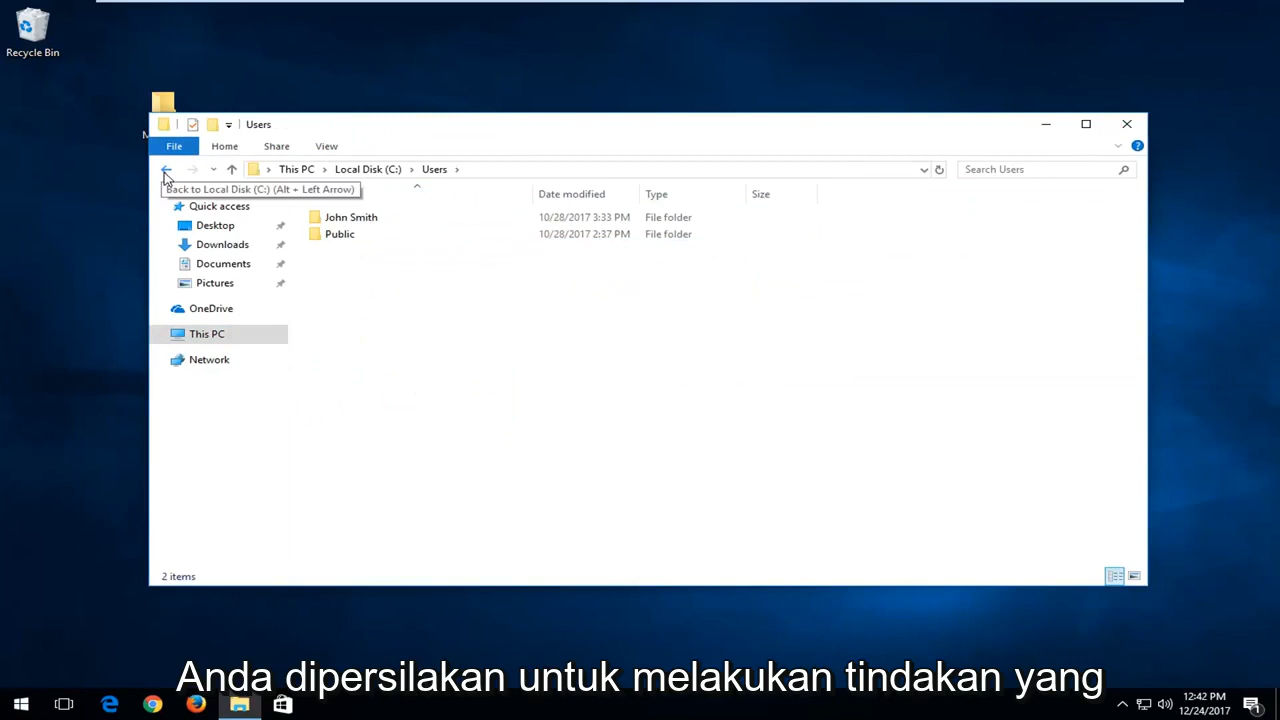 Recycle Bin
Users
File Home Share View
This PC Local Disk (C:) Users
Search Users
Back to Local Disk (C:) (Alt + Left Arrow)
Date modified Type Size
Quick access
John Smith 10/28/2017 3:33 PM File folder
Desktop
Public 10/28/2017 2:37 PM File folder
Downloads
Documents
Pictures
OneDrive
This PC
Network
2 items
Anda dipersilakan untuk melakukan tindakan yang
12:42 PM
12/24/2017